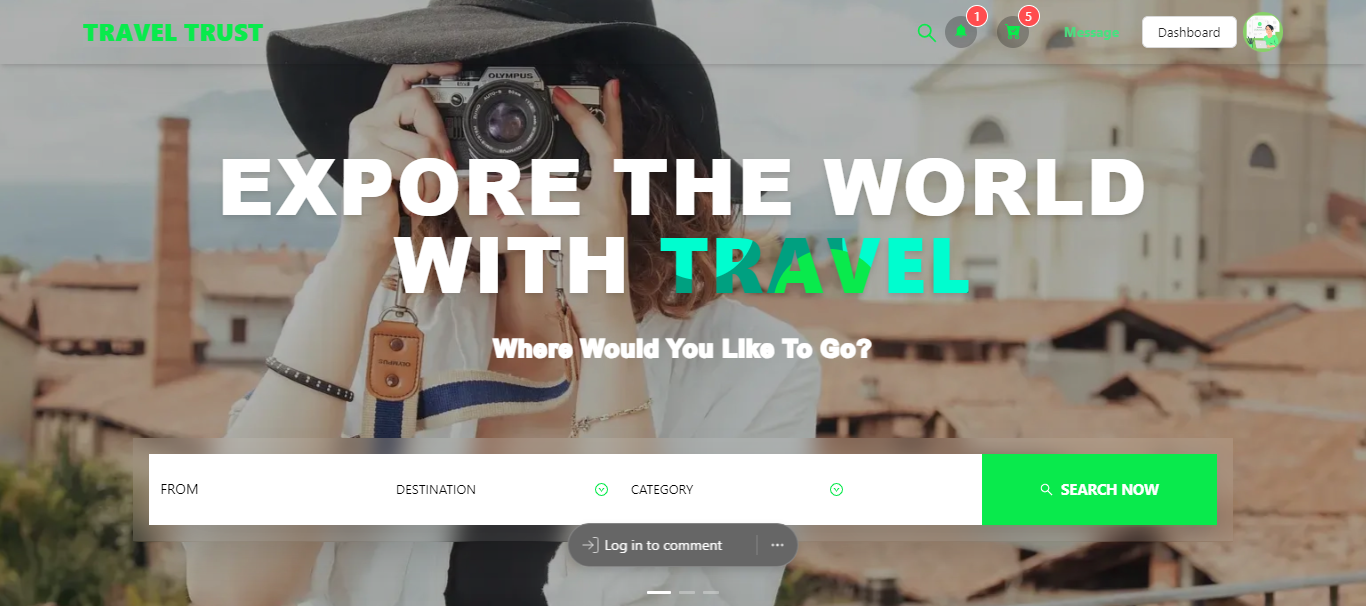 TRAVEL TRUST
1
5
Message
Dashboard
OLYMPUS
EXPORE THE WORLD
WITH TRAVEL
Where Would You Like To Go?
FROM
DESTINATION
CATEGORY
SEARCH NOW
Log in to comment